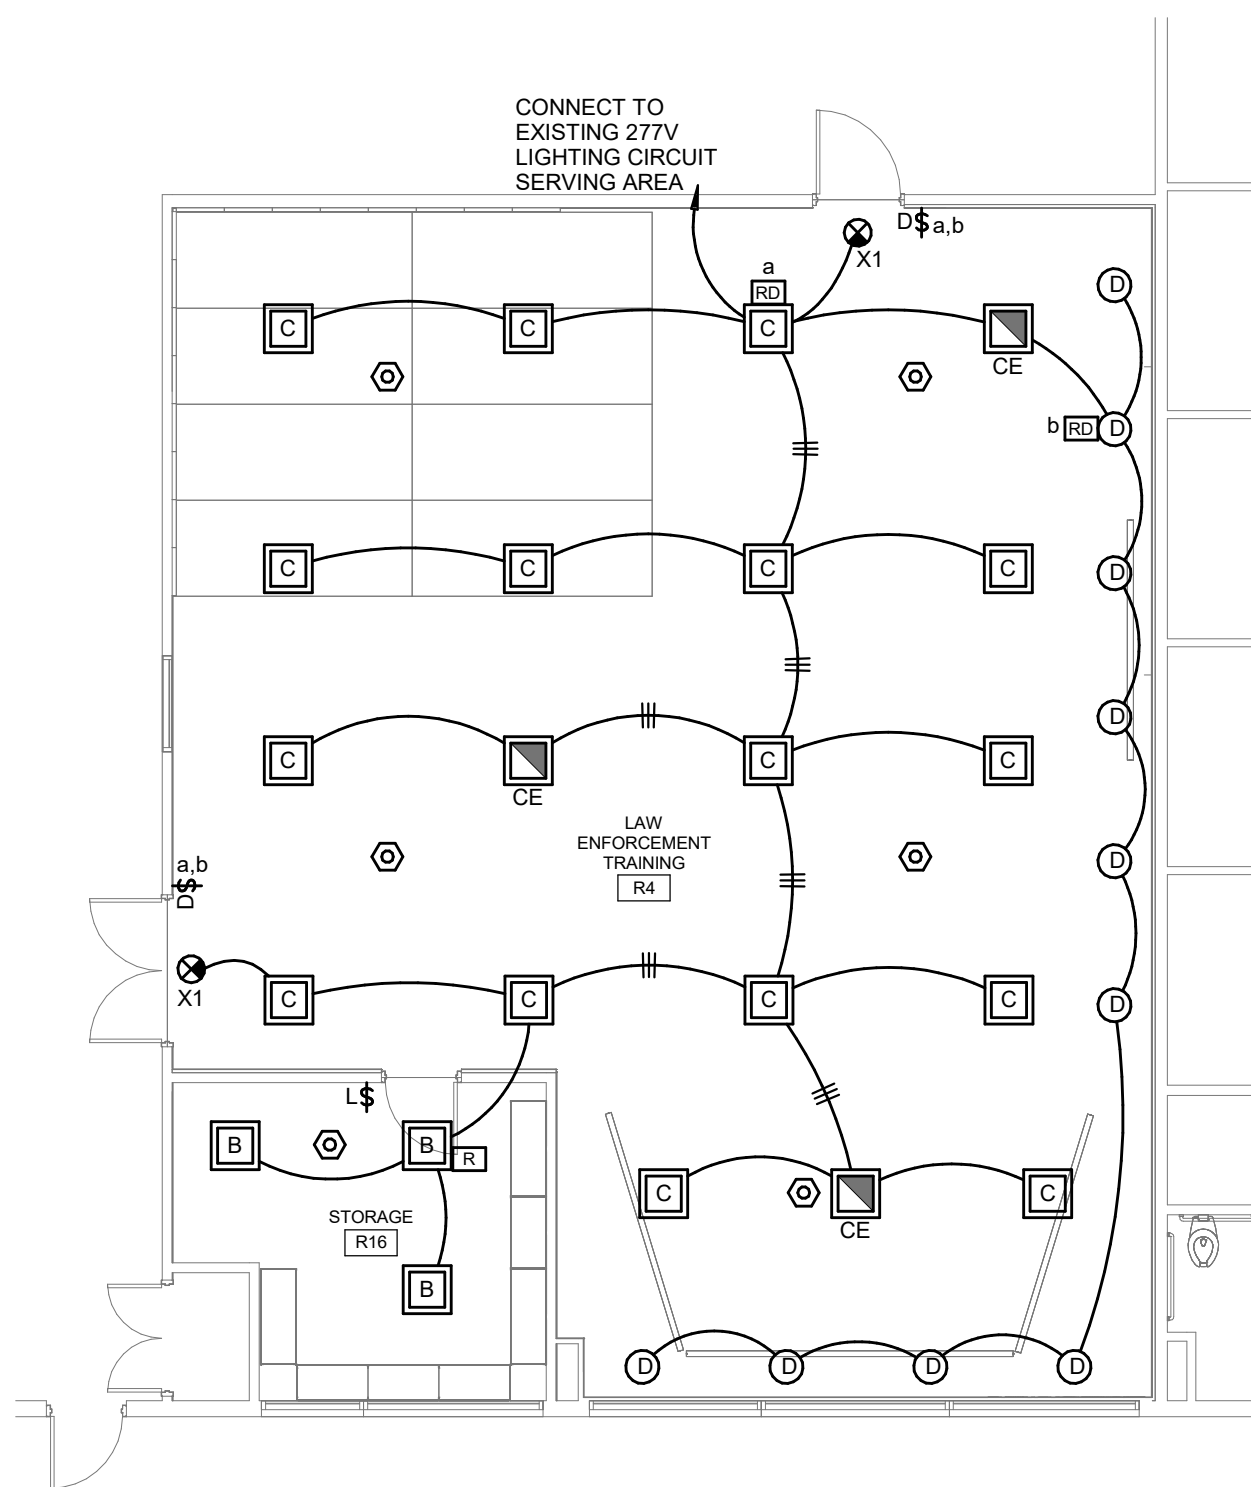 CONNECT TO
EXISTING 277V
LIGHTING CIRCUIT
SERVING AREA
D$ a,b
X1
a
RD
D
C
C
C
CE
b
RD
D
C
C
C
C
D
D
C
CE
C
C
LAW
ENFORCEMENT
TRAINING
R4
a,b
D$
D
X1
C
C
C
C
D
L$
B
B
R
C
CE
C
STORAGE
R16
B
D
D
D
D